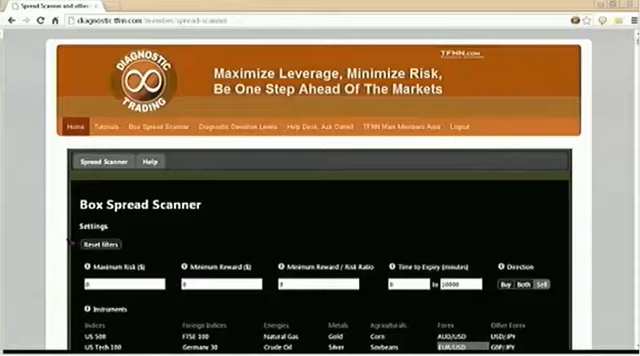 Spread Scanner and other
diagnostic.tfnn.com
spread-scanner
TFNN.COM
DIAGNOSTIC
TRADING
Maximize Leverage, Minimize Risk,
Be One Step Ahead Of The Markets
Home Tutorials Box Spread Scanner Diagnostic Deviation Levels Help Desk, Ask TFNN Main Members Area Logout
Spread Scanner Help
Box Spread Scanner
Settings
Reset filters
Maximum Risk ($) Minimum Reward ($) Minimum Reward / Risk Ratio Time to Expiry (minutes) Direction
0 0 0 0 to 10000 Buy Both Sell
Instruments
Indices Foreign Indices Energies Metals Agriculturals Forex Other Forex
US 500 FTSE 100 Natural Gas Gold Corn AUD/USD USD/JPY
US Tech 100 Germany 30 Crude Oil Silver Soybeans EUR/USD GBP/JPY